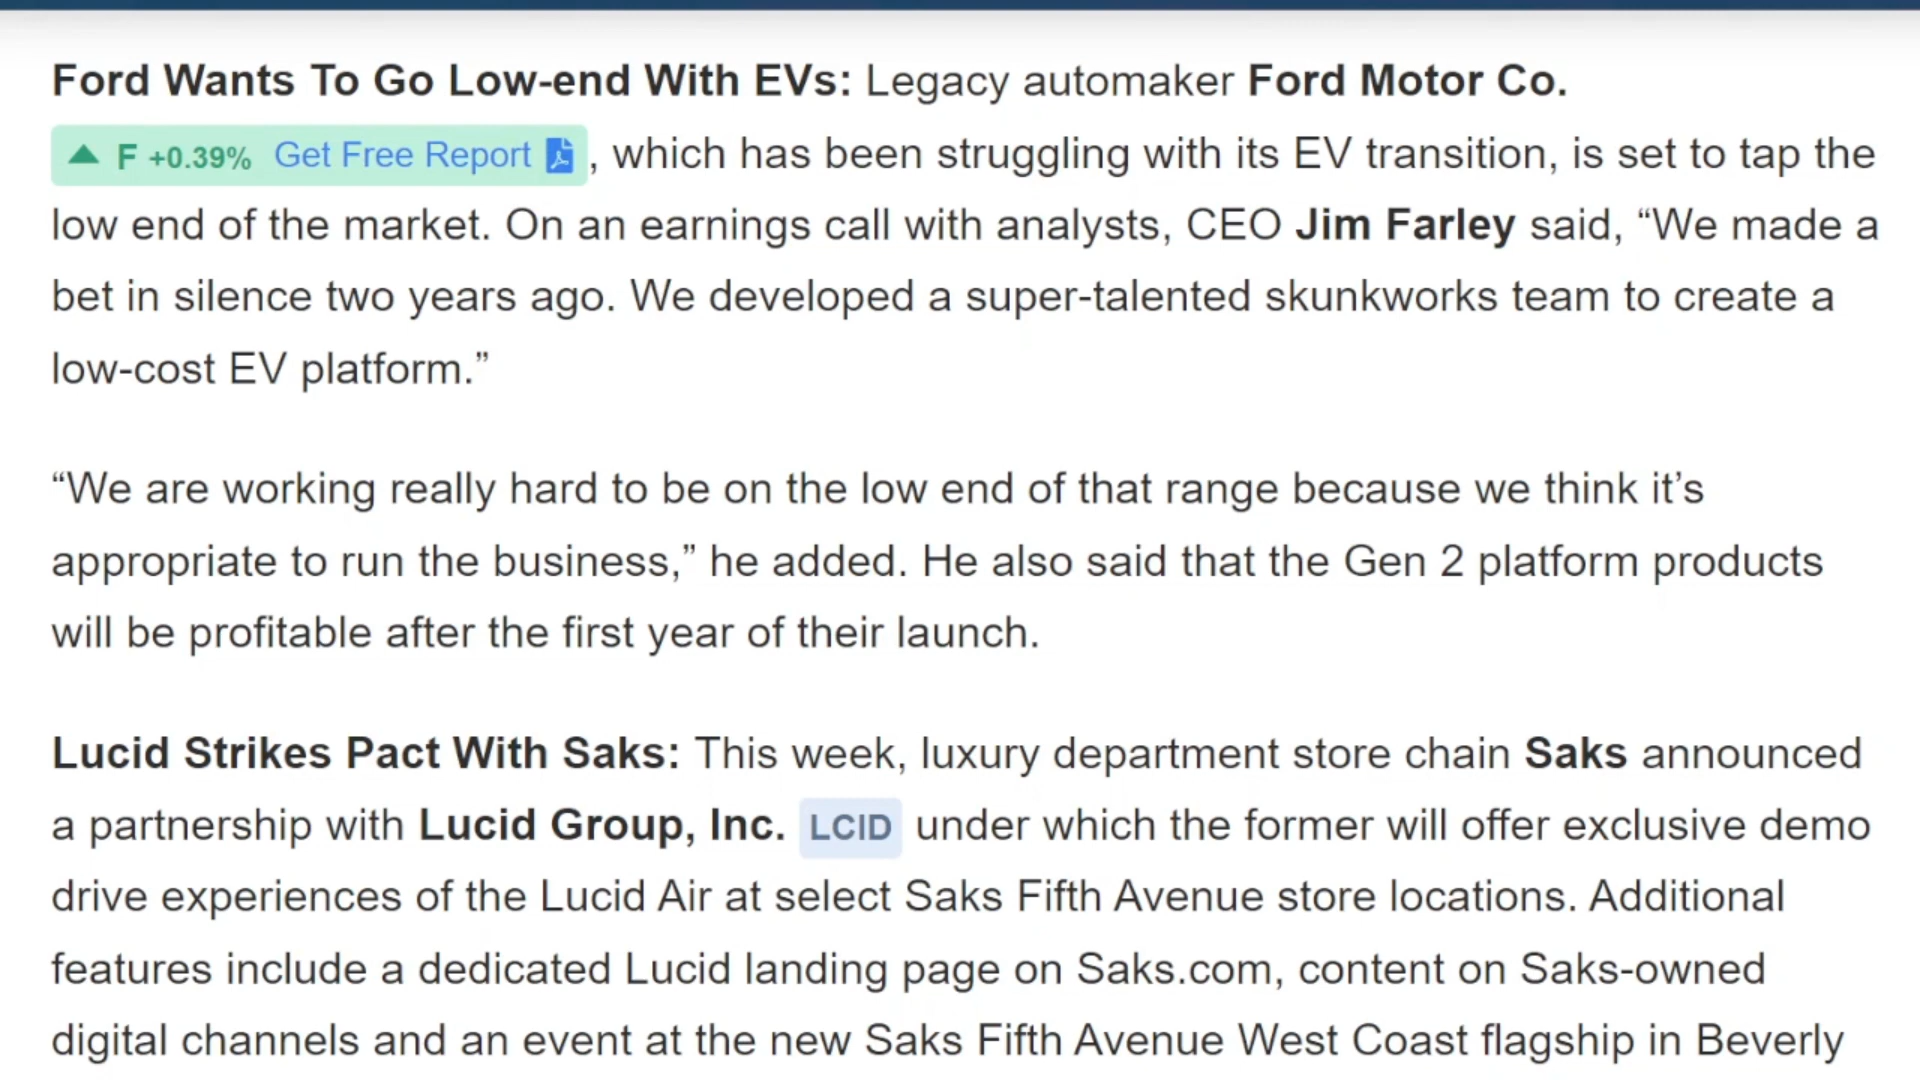 Ford Wants To Go Low-end With EVs: Legacy automaker Ford Motor Co.
▲ F +0.39% Get Free Report , which has been struggling with its EV transition, is set to tap the
low end of the market. On an earnings call with analysts, CEO Jim Farley said, “We made a
bet in silence two years ago. We developed a super-talented skunkworks team to create a
low-cost EV platform.”
“We are working really hard to be on the low end of that range because we think it’s
appropriate to run the business,” he added. He also said that the Gen 2 platform products
will be profitable after the first year of their launch.
Lucid Strikes Pact With Saks: This week, luxury department store chain Saks announced
a partnership with Lucid Group, Inc. LCID under which the former will offer exclusive demo
drive experiences of the Lucid Air at select Saks Fifth Avenue store locations. Additional
features include a dedicated Lucid landing page on Saks.com, content on Saks-owned
digital channels and an event at the new Saks Fifth Avenue West Coast flagship in Beverly